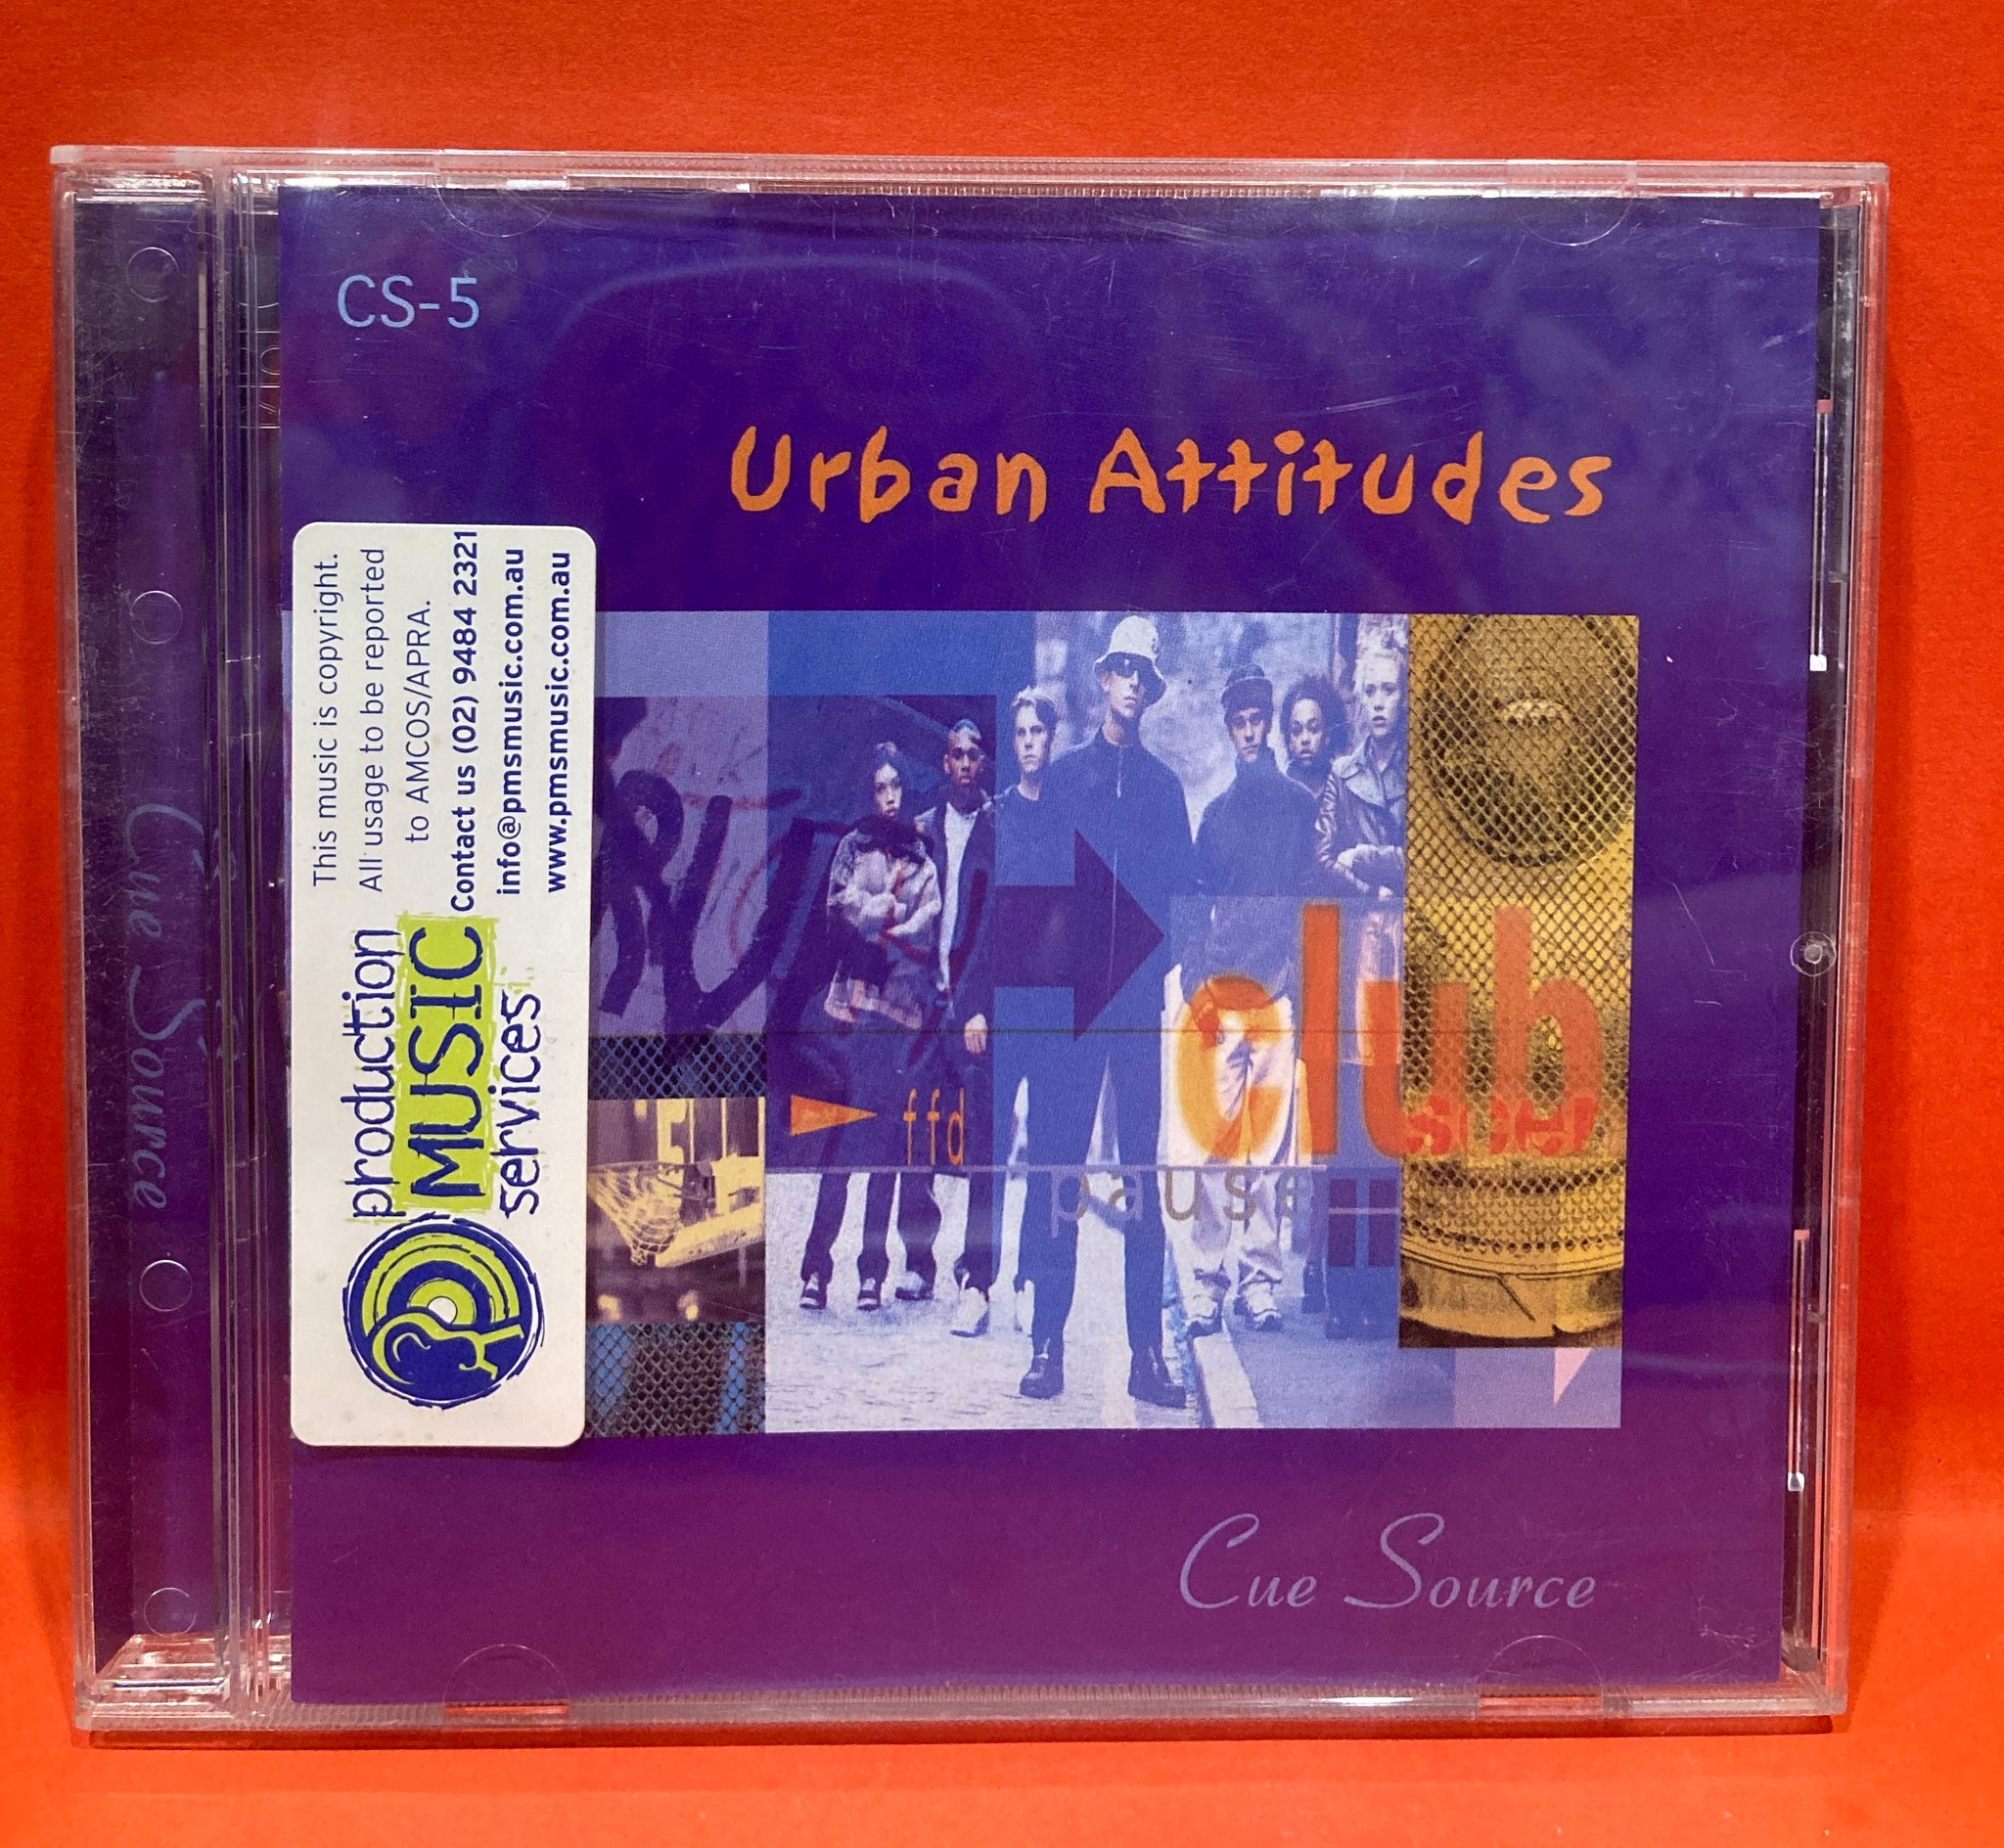 CS-5
Urban Attitudes
This music is copyright.
All usage to be reported
to AMCOS/APRA.
Contact us (02) 9484 2321
info@pmsmusic.com.au
www.pmsmusic.com.au
production
MUSIC
services
club
ffd
pause
Cue Source
Cue Source